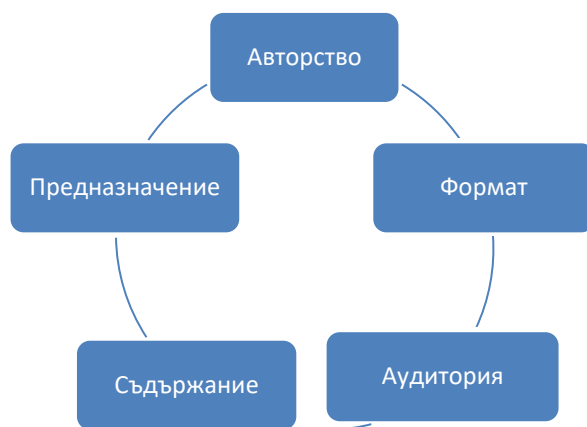 Авторство
Предназначение
Формат
Съдържание
Аудитория